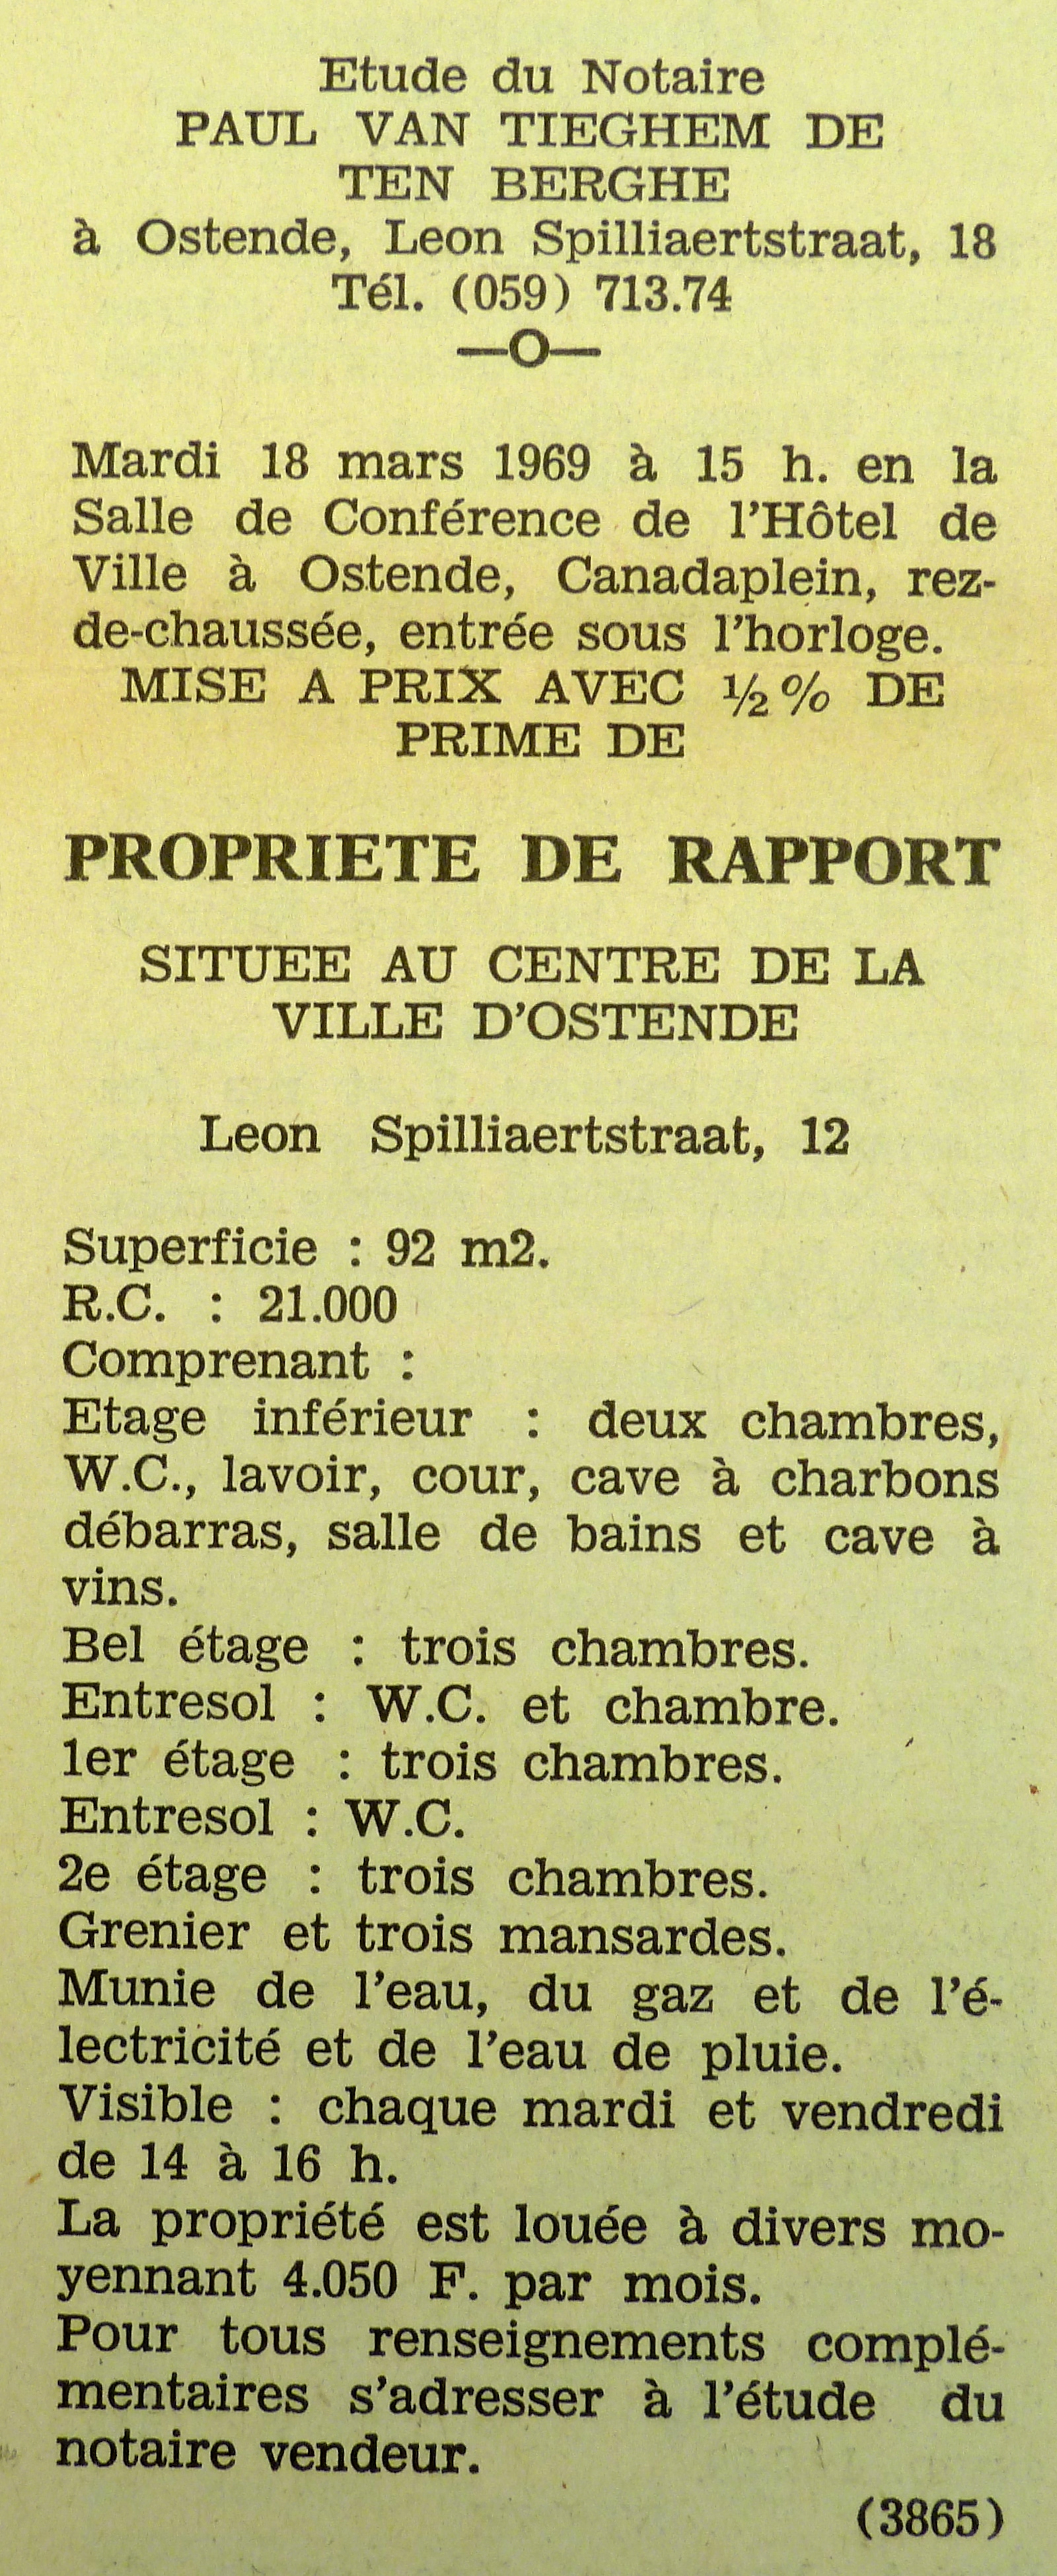 Etude du Notaire
PAUL VAN TIEGHEM DE
TEN BERGHE
à Ostende, Leon Spilliaertstraat, 18
Tél. (059) 713.74
—O—
Mardi 18 mars 1969 à 15 h. en la
Salle de Conférence de l'Hôtel de
Ville à Ostende, Canadaplein, rez-
de-chaussée, entrée sous l'horloge.
MISE A PRIX AVEC ½% DE
PRIME DE
PROPRIETE DE RAPPORT
SITUEE AU CENTRE DE LA
VILLE D'OSTENDE
Leon Spilliaertstraat, 12
Superficie : 92 m2.
R.C. : 21.000
Comprenant :
Etage inférieur : deux chambres,
W.C., lavoir, cour, cave à charbons
débarras, salle de bains et cave à
vins.
Bel étage : trois chambres.
Entresol : W.C. et chambre.
1er étage : trois chambres.
Entresol : W.C.
2e étage : trois chambres.
Grenier et trois mansardes.
Munie de l'eau, du gaz et de l'é-
lectricité et de l'eau de pluie.
Visible : chaque mardi et vendredi
de 14 à 16 h.
La propriété est louée à divers mo-
yennant 4.050 F. par mois.
Pour tous renseignements complé-
mentaires s'adresser à l'étude du
notaire vendeur.
(3865)